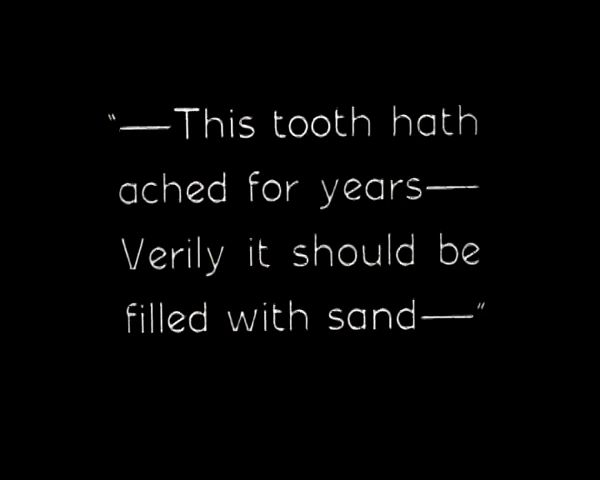 "—This tooth hath
ached for years—
Verily it should be
filled with sand—"